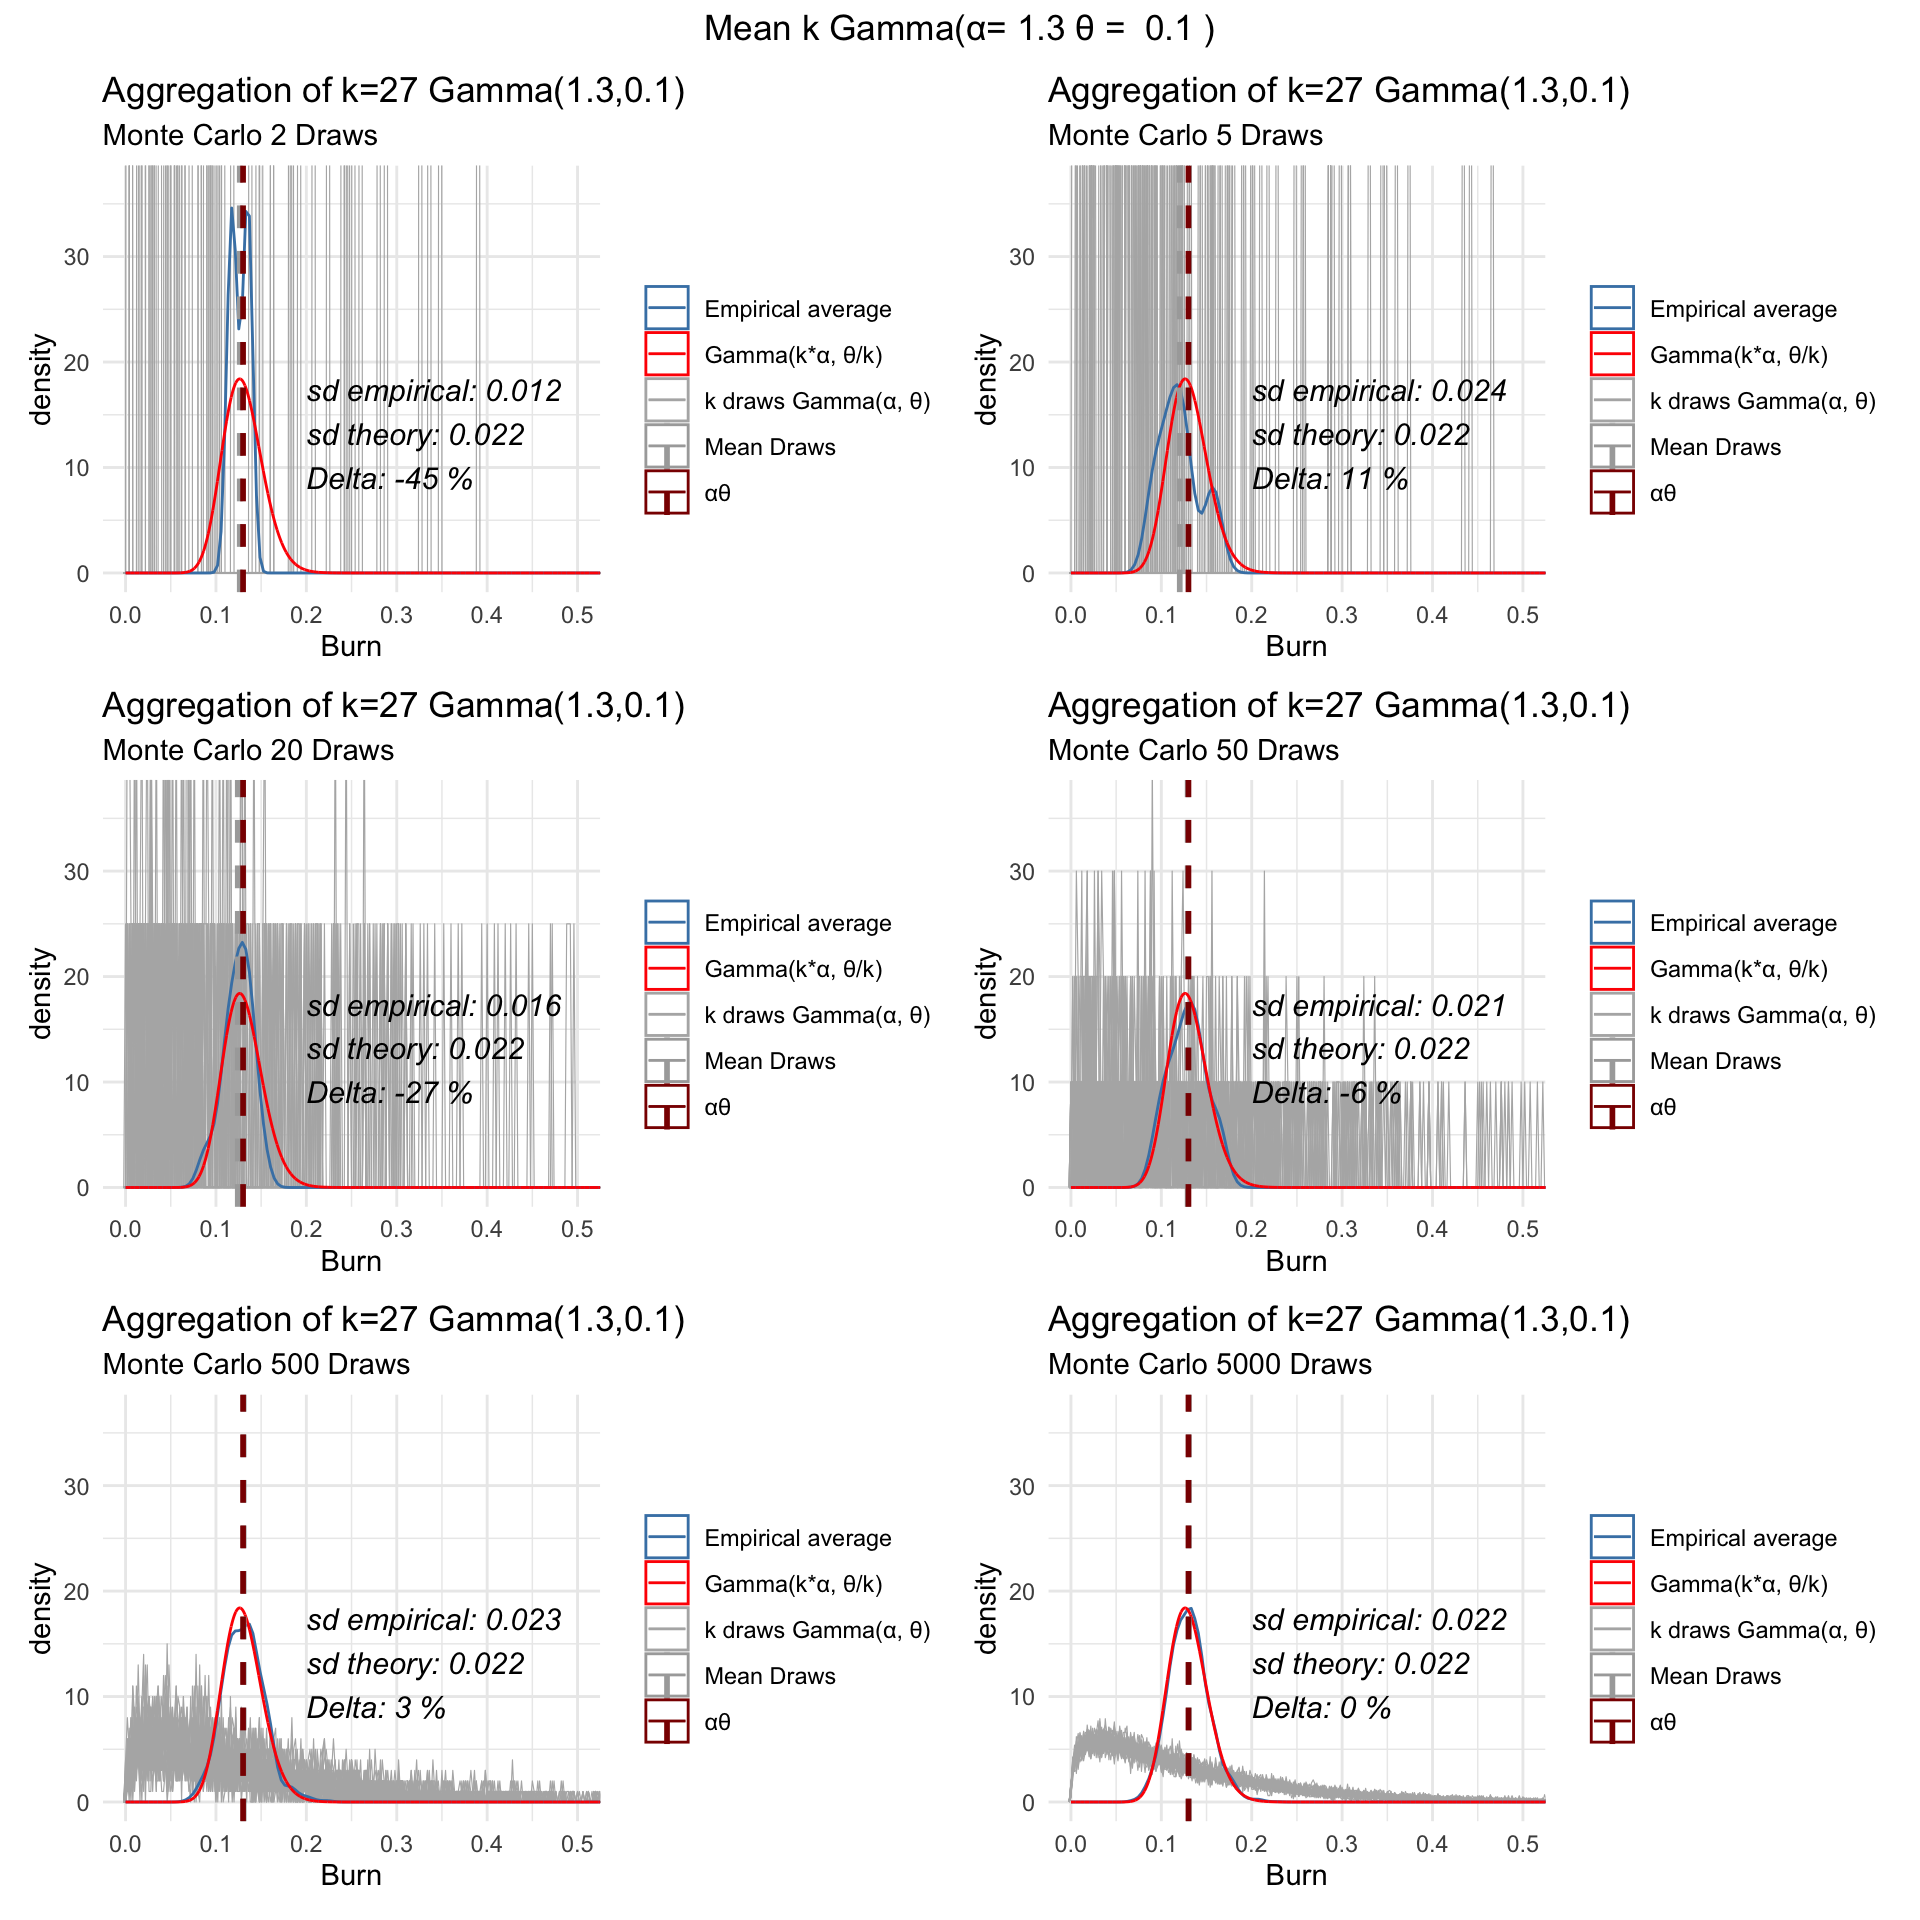 Mean k Gamma(α= 1.3 θ =  0.1 )
Aggregation of k=27 Gamma(1.3,0.1)
Monte Carlo 2 Draws
density
30
20
10
0
sd empirical: 0.012
sd theory: 0.022
Delta: -45 %
0.0 0.1 0.2 0.3 0.4 0.5
Burn
Empirical average
Gamma(k*α, θ/k)
k draws Gamma(α, θ)
Mean Draws
αθ
Aggregation of k=27 Gamma(1.3,0.1)
Monte Carlo 5 Draws
density
30
20
10
0
sd empirical: 0.024
sd theory: 0.022
Delta: 11 %
0.0 0.1 0.2 0.3 0.4 0.5
Burn
Empirical average
Gamma(k*α, θ/k)
k draws Gamma(α, θ)
Mean Draws
αθ
Aggregation of k=27 Gamma(1.3,0.1)
Monte Carlo 20 Draws
density
30
20
10
0
sd empirical: 0.016
sd theory: 0.022
Delta: -27 %
0.0 0.1 0.2 0.3 0.4 0.5
Burn
Empirical average
Gamma(k*α, θ/k)
k draws Gamma(α, θ)
Mean Draws
αθ
Aggregation of k=27 Gamma(1.3,0.1)
Monte Carlo 50 Draws
density
30
20
10
0
sd empirical: 0.021
sd theory: 0.022
Delta: -6 %
0.0 0.1 0.2 0.3 0.4 0.5
Burn
Empirical average
Gamma(k*α, θ/k)
k draws Gamma(α, θ)
Mean Draws
αθ
Aggregation of k=27 Gamma(1.3,0.1)
Monte Carlo 500 Draws
density
30
20
10
0
sd empirical: 0.023
sd theory: 0.022
Delta: 3 %
0.0 0.1 0.2 0.3 0.4 0.5
Burn
Empirical average
Gamma(k*α, θ/k)
k draws Gamma(α, θ)
Mean Draws
αθ
Aggregation of k=27 Gamma(1.3,0.1)
Monte Carlo 5000 Draws
density
30
20
10
0
sd empirical: 0.022
sd theory: 0.022
Delta: 0 %
0.0 0.1 0.2 0.3 0.4 0.5
Burn
Empirical average
Gamma(k*α, θ/k)
k draws Gamma(α, θ)
Mean Draws
αθ